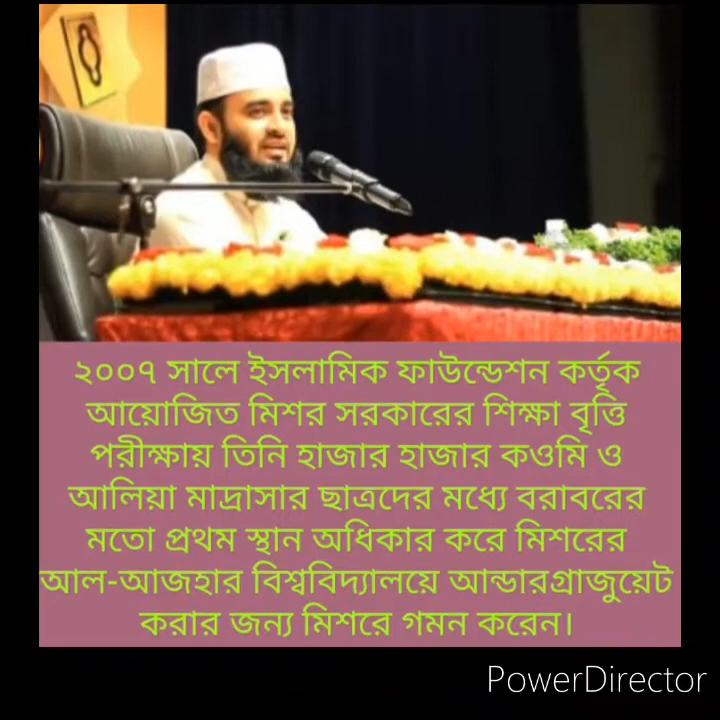 ২০০৭ সালে ইসলামিক ফাউন্ডেশন কর্তৃক
আয়োজিত মিশর সরকারের শিক্ষা বৃত্তি
পরীক্ষায় তিনি হাজার হাজার কওমি ও
আলিয়া মাদ্রাসার ছাত্রদের মধ্যে বরাবরের
মতো প্রথম স্থান অধিকার করে মিশরের
আল-আজহার বিশ্ববিদ্যালয়ে আন্ডারগ্রাজুয়েট
করার জন্য মিশরে গমন করেন।
PowerDirector